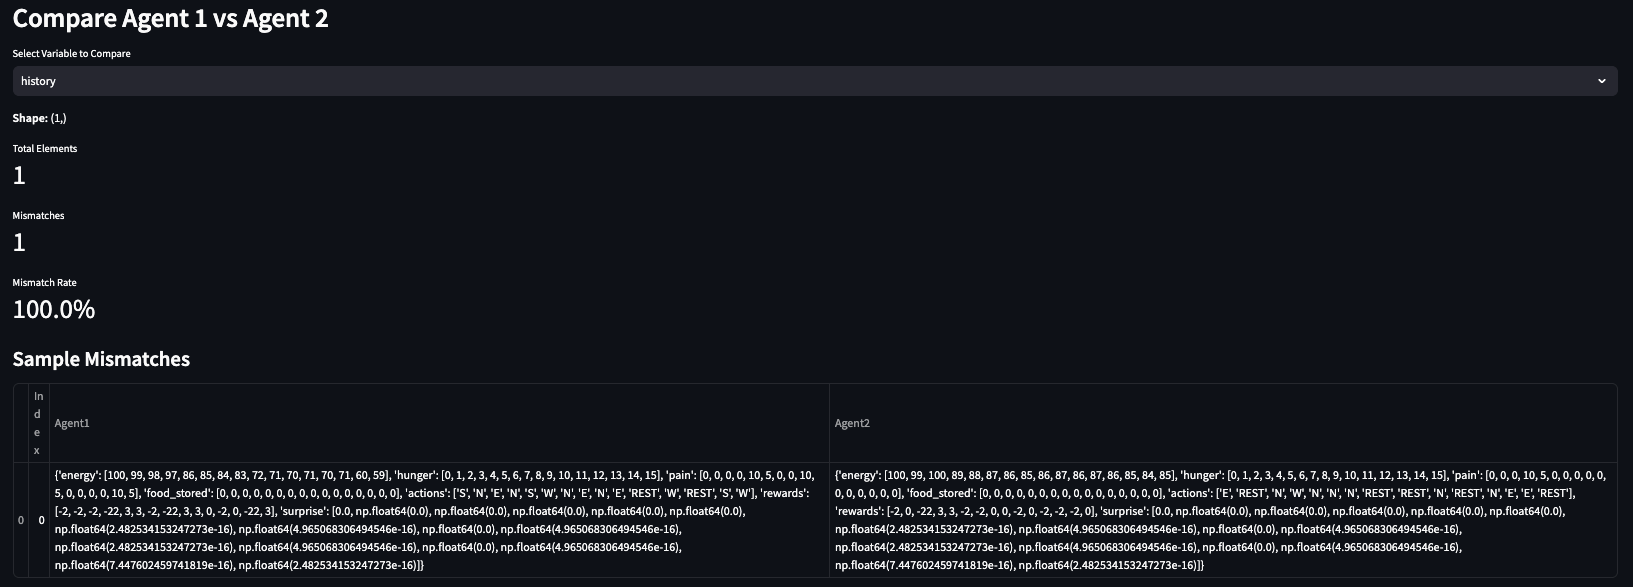 Compare Agent 1 vs Agent 2
Select Variable to Compare
history
Shape: (1,)
Total Elements
1
Mismatches
1
Mismatch Rate
100.0%
Sample Mismatches
In
d
e
x
Agent1
Agent2
0
0
{'energy': [100, 99, 98, 97, 86, 85, 84, 83, 72, 71, 70, 71, 70, 71, 60, 59], 'hunger': [0, 1, 2, 3, 4, 5, 6, 7, 8, 9, 10, 11, 12, 13, 14, 15], 'pain': [0, 0, 0, 0, 10, 5, 0, 0, 10,
5, 0, 0, 0, 0, 10, 5], 'food_stored': [0, 0, 0, 0, 0, 0, 0, 0, 0, 0, 0, 0, 0, 0, 0, 0], 'actions': ['S', 'N', 'E', 'N', 'S', 'W', 'N', 'E', 'N', 'E', 'REST', 'W', 'REST', 'S', 'W'], 'rewards':
[-2, -2, -2, -22, 3, 3, -2, -22, 3, 3, 0, -2, 0, -22, 3], 'surprise': [0.0, np.float64(0.0), np.float64(0.0), np.float64(0.0), np.float64(0.0), np.float64(0.0),
np.float64(2.482534153247273e-16), np.float64(4.965068306494546e-16), np.float64(0.0), np.float64(4.965068306494546e-16),
np.float64(2.482534153247273e-16), np.float64(4.965068306494546e-16), np.float64(0.0), np.float64(4.965068306494546e-16),
np.float64(7.447602459741819e-16), np.float64(2.482534153247273e-16)]}
{'energy': [100, 99, 100, 89, 88, 87, 86, 85, 86, 87, 86, 87, 86, 85, 84, 85], 'hunger': [0, 1, 2, 3, 4, 5, 6, 7, 8, 9, 10, 11, 12, 13, 14, 15], 'pain': [0, 0, 0, 10, 5, 0, 0, 0, 0, 0,
0, 0, 0, 0, 0, 0], 'food_stored': [0, 0, 0, 0, 0, 0, 0, 0, 0, 0, 0, 0, 0, 0, 0, 0], 'actions': ['E', 'REST', 'N', 'W', 'N', 'N', 'N', 'REST', 'REST', 'N', 'REST', 'N', 'E', 'E', 'REST'],
'rewards': [-2, 0, -22, 3, 3, -2, -2, 0, 0, -2, 0, -2, -2, -2, 0], 'surprise': [0.0, np.float64(0.0), np.float64(0.0), np.float64(0.0), np.float64(0.0), np.float64(0.0),
np.float64(2.482534153247273e-16), np.float64(4.965068306494546e-16), np.float64(0.0), np.float64(4.965068306494546e-16),
np.float64(2.482534153247273e-16), np.float64(4.965068306494546e-16), np.float64(0.0), np.float64(4.965068306494546e-16),
np.float64(7.447602459741819e-16), np.float64(2.482534153247273e-16)]}